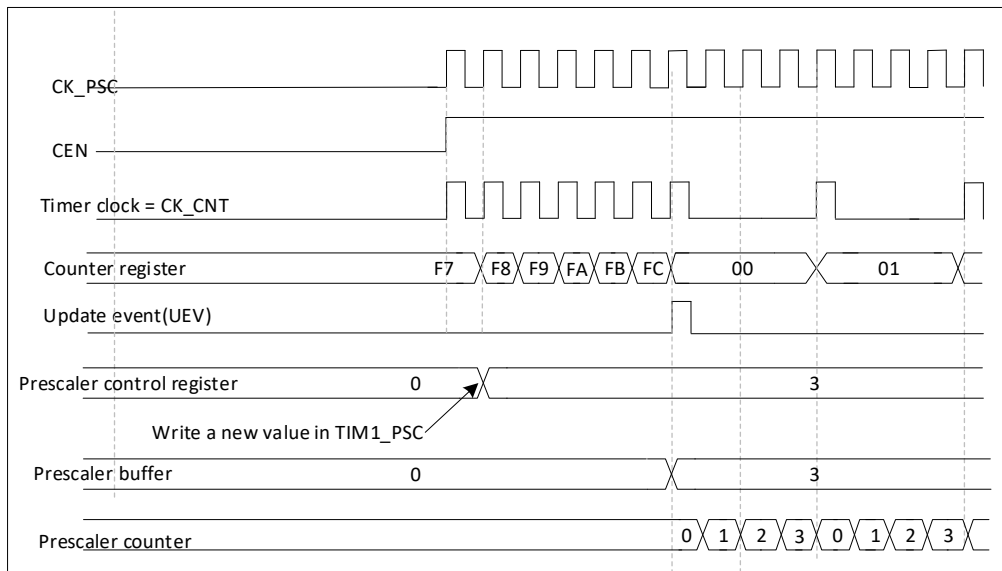 CK_PSC
CEN
Timer clock = CK_CNT
Counter register F7 F8 F9 FA FB FC 00 01
Update event(UEV)
Prescaler control register 0 3
Write a new value in TIM1_PSC
Prescaler buffer 0 3
Prescaler counter 0 1 2 3 0 1 2 3